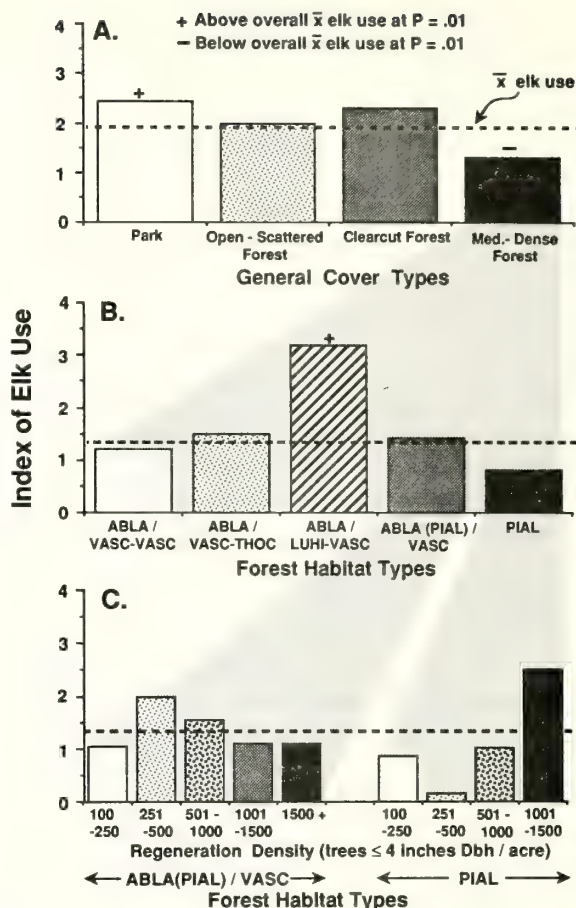 A.
+ Above overall x̄ elk use at P = .01
− Below overall x̄ elk use at P = .01
x̄ elk use
4
3
2
1
0
+
−
Park
Open - Scattered Forest
Clearcut Forest
Med.- Dense Forest
General Cover Types
Index of Elk Use
B.
4
3
2
1
0
+
ABLA / VASC-VASC
ABLA / VASC-THOC
ABLA / LUHI-VASC
ABLA (PIAL) / VASC
PIAL
Forest Habitat Types
C.
4
3
2
1
0
100 -250
251 -500
501 - 1000
1001 -1500
1500 +
100 -250
251 -500
501 - 1000
1001 -1500
Regeneration Density (trees ≤ 4 inches Dbh / acre)
ABLA(PIAL) / VASC
PIAL
Forest Habitat Types